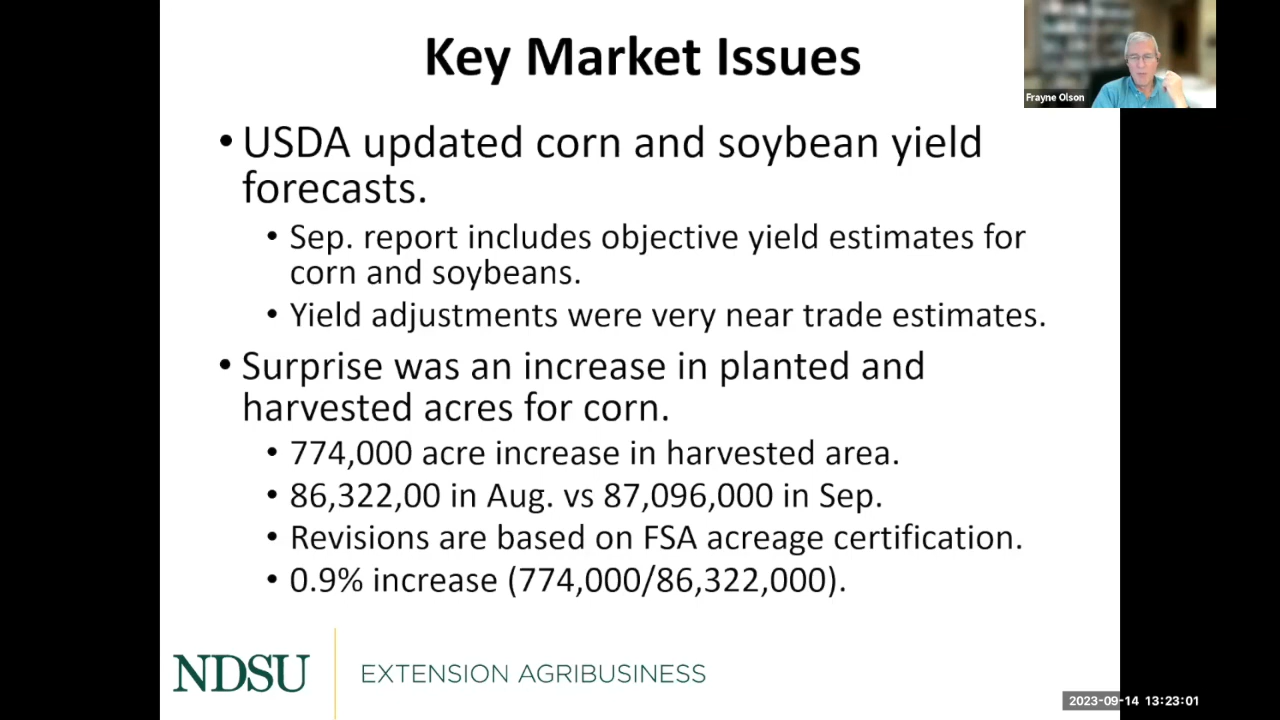 Key Market Issues
Frayne Olson
• USDA updated corn and soybean yield
forecasts.
• Sep. report includes objective yield estimates for
corn and soybeans.
• Yield adjustments were very near trade estimates.
• Surprise was an increase in planted and
harvested acres for corn.
• 774,000 acre increase in harvested area.
• 86,322,00 in Aug. vs 87,096,000 in Sep.
• Revisions are based on FSA acreage certification.
• 0.9% increase (774,000/86,322,000).
NDSU
EXTENSION AGRIBUSINESS
2023-09-14 13:23:01